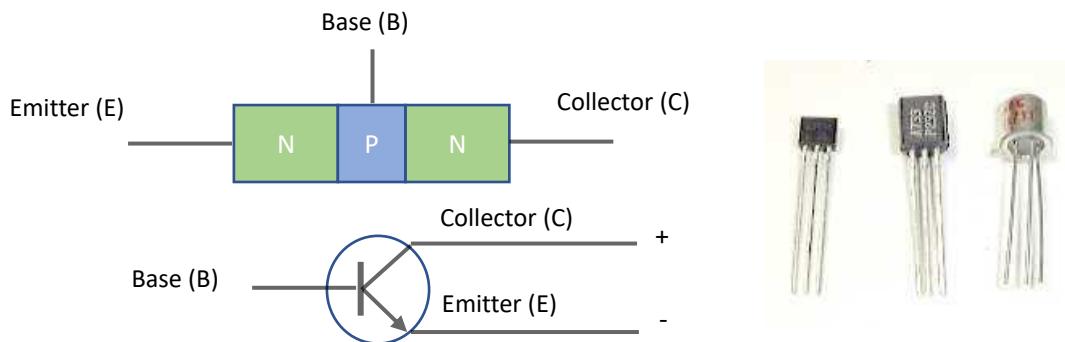 Base (B)
Emitter (E)
Collector (C)
N
P
N
Collector (C)
+
Base (B)
Emitter (E)
-